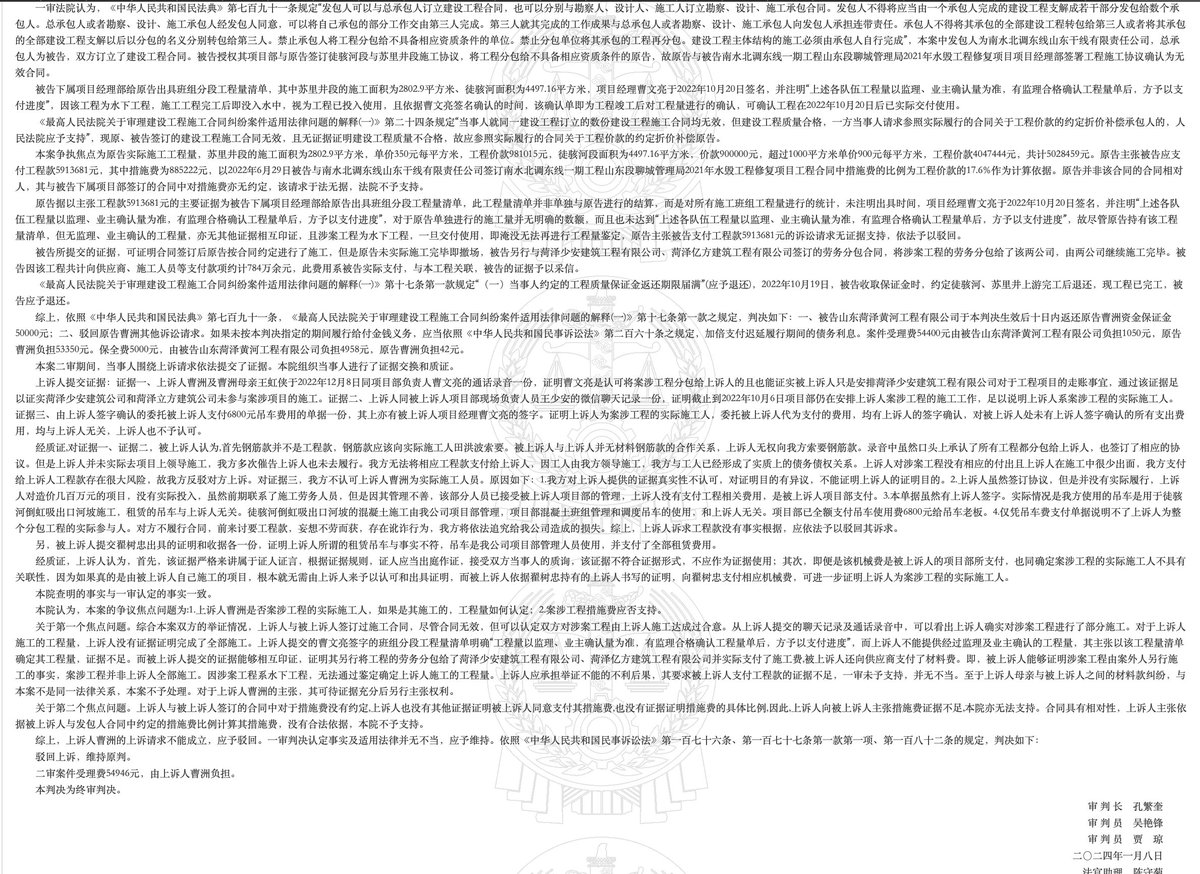 一审法院认为，《中华人民共和国民法典》第七百九十一条规定"发包人可以与总承包人订立建设工程合同，也可以分别与勘察人、设计人、施工人订立勘察、设计、施工承包合同。发包人不得将应当由一个承包人完成的建设工程支解成若干部分发包给数个承
包人。总承包人或者勘察、设计、施工承包人经发包人同意，可以将自己承包的部分工作交由第三人完成。第三人就其完成的工作成果与总承包人或者勘察、设计、施工承包人向发包人承担连带责任。承包人不得将其承包的全部建设工程转包给第三人或者将其承包
的全部建设工程支解以后以分包的名义分别转包给第三人。禁止承包人将工程分包给不具备相应资质条件的单位。禁止分包单位将其承包的工程再分包。建设工程主体结构的施工必须由承包人自行完成"，本案中发包人为南水北调东线山东干线有限责任公司，总承
包人为被告，双方订立了建设工程合同。被告授权其项目部与原告签订徒骇河段与苏里井段施工协议，将工程分包给不具备相应资质条件的原告，故原告与被告南水北调东线一期工程山东段聊城管理局2021年水毁工程修复项目项目经理部签署工程施工协议确认为无
效合同。
被告下属项目经理部给原告出具班组分段工程量清单，其中苏里井段的施工面积为2802.9平方米、徒骇河面积为4497.16平方米，项目经理曹文亮于2022年10月20日签名，并注明"上述各队伍工程量以监理、业主确认量为准，有监理合格确认工程量单后，方予以支
付进度"，因该工程为水下工程，施工工程完工后即没入水中，视为工程已投入使用，且依据曹文亮签名确认的时间，该确认单即为工程竣工后对工程量进行的确认，可确认工程在2022年10月20日后已实际交付使用。
《最高人民法院关于审理建设工程施工合同纠纷案件适用法律问题的解释(一)》第二十四条规定"当事人就同一建设工程订立的数份建设工程施工合同均无效，但建设工程质量合格，一方当事人请求参照实际履行的合同关于工程价款的约定折价补偿承包人的，人
民法院应予支持"，现原、被告签订的建设工程施工合同无效，且无证据证明建设工程质量不合格，故应参照实际履行的合同关于工程价款的约定折价补偿原告。
本案争执焦点为原告实际施工工程量，苏里井段的施工面积为2802.9平方米，单价350元每平方米，工程价款981015元，徒骇河段面积为4497.16平方米，价款900000元，超过1000平方米单价900元每平方米，工程价款4047444元，共计5028459元。原告主张被告应支
付工程款5913681元，其中措施费为885222元，以2022年6月29日被告与南水北调东线山东干线有限责任公司签订南水北调东线一期工程山东段聊城管理局2021年水毁工程修复项目工程合同中措施费的比例为工程价款的17.6%作为计算依据。原告并非该合同的合同相对
人，其与被告下属项目部签订的合同中对措施费亦无约定，该请求于法无据，法院不予支持。
原告据以主张工程款5913681元的主要证据为被告下属项目经理部给原告出具班组分段工程量清单，此工程量清单并非单独与原告进行的结算，而是对所有施工班组工程量进行的统计，未注明出具时间，项目经理曹文亮于2022年10月20日签名，并注明"上述各队
伍工程量以监理、业主确认量为准，有监理合格确认工程量单后，方予以支付进度"，对于原告单独进行的施工量并无明确的数额，而且也未达到"上述各队伍工程量以监理、业主确认量为准，有监理合格确认工程量单后，方予以支付进度"，故尽管原告持有该工程
量清单，但无监理、业主确认的工程量，亦无其他证据相互印证，且涉案工程为水下工程，一旦交付使用，即淹没无法再进行工程量鉴定，原告主张被告支付工程款5913681元的诉讼请求无证据支持，依法予以驳回。
被告所提交的证据，可证明合同签订后原告按合同约定进行了施工，但是原告未实际施工完毕即撤场，被告另行与菏泽少安建筑工程有限公司、菏泽亿方建筑工程有限公司签订的劳务分包合同，将涉案工程的劳务分包给了该两公司，由两公司继续施工完毕。被
告因该工程共计向供应商、施工人员等支付款项约计784万余元，此费用系被告实际支付，与本工程关联，被告的证据予以采信。
《最高人民法院关于审理建设工程施工合同纠纷案件适用法律问题的解释(一)》第十七条第一款规定"（一）当事人约定的工程质量保证金返还期限届满"(应予退还)，2022年10月19日，被告收取保证金时，约定徒骇河、苏里井上游完工后退还，现工程已完工，被
告应予退还。
综上，依照《中华人民共和国民法典》第七百九十一条，《最高人民法院关于审理建设工程施工合同纠纷案件适用法律问题的解释(一)》第十七条第一款之规定，判决如下：一、被告山东菏泽黄河工程有限公司于本判决生效后十日内返还原告曹洲资金保证金
50000元；二、驳回原告曹洲其他诉讼请求。如果未按本判决指定的期间履行给付金钱义务，应当依照《中华人民共和国民事诉讼法》第二百六十条之规定，加倍支付迟延履行期间的债务利息。案件受理费54400元由被告山东菏泽黄河工程有限公司负担1050元，原告
曹洲负担53350元。保全费5000元，由被告山东菏泽黄河工程有限公司负担4958元，原告曹洲负担42元。
本案二审期间，当事人围绕上诉请求依法提交了证据。本院组织当事人进行了证据交换和质证。
上诉人提交证据：证据一、上诉人曹洲及曹洲母亲王虹侠于2022年12月8日同项目部负责人曹文亮的通话录音一份，证明曹文亮是认可将案涉工程分包给上诉人的且也能证实被上诉人只是安排菏泽少安建筑工程有限公司对于工程项目的走账事宜，通过该证据足
以证实菏泽少安建筑公司和菏泽立方建筑公司未参与案涉项目的施工。证据二、上诉人同被上诉人项目部现场负责人员王少安的微信聊天记录一份，证明截止到2022年10月6日项目部仍在安排上诉人案涉工程的施工工作，足以说明上诉人系案涉工程的实际施工人。
证据三、由上诉人签字确认的委托被上诉人支付6800元吊车费用的单据一份，其上亦有被上诉人项目经理曹文亮的签字。证明上诉人为案涉工程的实际施工人，委托被上诉人代为支付的费用，均有上诉人的签字确认，对被上诉人处未有上诉人签字确认的所有支出费
用，均与上诉人无关，上诉人也不予认可。
经质证,对证据一、证据二，被上诉人认为,首先钢筋款并不是工程款，钢筋款应该向实际施工人田洪波索要。被上诉人与上诉人并无材料钢筋款的合作关系，上诉人无权向我方索要钢筋款。录音中虽然口头上承认了所有工程都分包给上诉人，也签订了相应的协
议。但是上诉人并未实际去项目上领导施工，我方多次催告上诉人也未去履行。我方无法将相应工程款支付给上诉人，因工人由我方领导施工，我方与工人已经形成了实质上的债务债权关系。上诉人对涉案工程没有相应的付出且上诉人在施工中很少出面，我方支付
给上诉人工程款存在很大风险，故我方反驳对方上诉。对证据三，我方不认可上诉人曹洲为实际施工人员。原因如下：1.我方对上诉人提供的证据真实性不认可，对证明目的有异议，不能证明上诉人的证明目的。2.上诉人虽然签订协议，但是并没有实际履行，上诉
人对造价几百万元的项目，没有实际投入，虽然前期联系了施工劳务人员，但是因其管理不善，该部分人员已接受被上诉人项目部的管理，上诉人没有支付工程相关费用，是被上诉人项目部支付。3.本单据虽然有上诉人签字。实际情况是我方使用的吊车是用于徒骇
河倒虹吸出口河坡施工，租赁的吊车与上诉人无关。徒骇河倒虹吸出口河坡的混凝土施工由我公司项目部管理，项目部混凝土班组管理和调度吊车的使用，和上诉人无关。项目部已全额支付吊车使用费6800元给吊车老板。4.仅凭吊车费支付单据说明不了上诉人为整
个分包工程的实际参与人。对方不履行合同，前来讨要工程款，妄想不劳而获，存在讹诈行为，我方将依法追究给我公司造成的损失。综上，上诉人诉求工程款没有事实根据，应依法予以驳回其诉求。
另，被上诉人提交翟树忠出具的证明和收据各一份，证明上诉人所谓的租赁吊车与事实不符，吊车是我公司项目部管理人员使用，并支付了全部租赁费用。
经质证，上诉人认为，首先，该证据严格来讲属于证人证言，根据证据规则，证人应当出庭作证，接受双方当事人的质询，该证据不符合证据形式，不应作为证据使用；其次，即便是该机械费是被上诉人的项目部所支付，也同确定案涉工程的实际施工人不具有
关联性，因为如果真的是由被上诉人自己施工的项目，根本就无需由上诉人来予以认可和出具证明，而被上诉人依据翟树忠持有的上诉人书写的证明，向翟树忠支付相应机械费，可进一步证明上诉人为案涉工程的实际施工人。
本院查明的事实与一审认定的事实一致。
本院认为，本案的争议焦点问题为:1.上诉人曹洲是否案涉工程的实际施工人，如果是其施工的，工程量如何认定；2.案涉工程措施费应否支持。
关于第一个焦点问题。综合本案双方的举证情况，上诉人与被上诉人签订过施工合同，尽管合同无效，但可以认定双方对涉案工程由上诉人施工达成过合意。从上诉人提交的聊天记录及通话录音中，可以看出上诉人确实对涉案工程进行了部分施工。对于上诉人
施工的工程量，上诉人没有证据证明完成了全部施工。上诉人提交的曹文亮签字的班组分段工程量清单明确"工程量以监理、业主确认量为准，有监理合格确认工程量单后，方予以支付进度"，而上诉人不能提供经过监理及业主确认的工程量，其主张以该工程量清单
确定其工程量，证据不足。而被上诉人提交的证据能够相互印证，证明其另行将工程的劳务分包给了菏泽少安建筑工程有限公司、菏泽亿方建筑工程有限公司并实际支付了施工费,被上诉人还向供应商支付了材料费。即，被上诉人能够证明涉案工程由案外人另行施
工的事实，案涉工程并非上诉人全部施工。因涉案工程系水下工程，无法通过鉴定确定上诉人施工的工程量。上诉人应承担举证不能的不利后果，其要求被上诉人支付工程款的证据不足，一审未予支持，并无不当。至于上诉人母亲与被上诉人之间的材料款纠纷，与
本案不是同一法律关系，本案不予处理。对于上诉人曹洲的主张，其可待证据充分后另行主张权利。
关于第二个焦点问题。上诉人与被上诉人签订的合同中对于措施费没有约定,上诉人也没有其他证据证明被上诉人同意支付其措施费,也没有证据证明措施费的具体比例,因此,上诉人向被上诉人主张措施费证据不足,本院亦无法支持。合同具有相对性，上诉人主张依
据被上诉人与发包人合同中约定的措施费比例计算其措施费，没有合法依据，本院不予支持。
综上，上诉人曹洲的上诉请求不能成立，应予驳回。一审判决认定事实及适用法律并无不当，应予维持。依照《中华人民共和国民事诉讼法》第一百七十六条、第一百七十七条第一款第一项、第一百八十二条的规定，判决如下：
驳回上诉，维持原判。
二审案件受理费54946元，由上诉人曹洲负担。
本判决为终审判决。
审 判 长 孔繁奎
审 判 员 吴艳锋
审 判 员 贾 琼
二〇二四年一月八日
法官助理 陈守菊